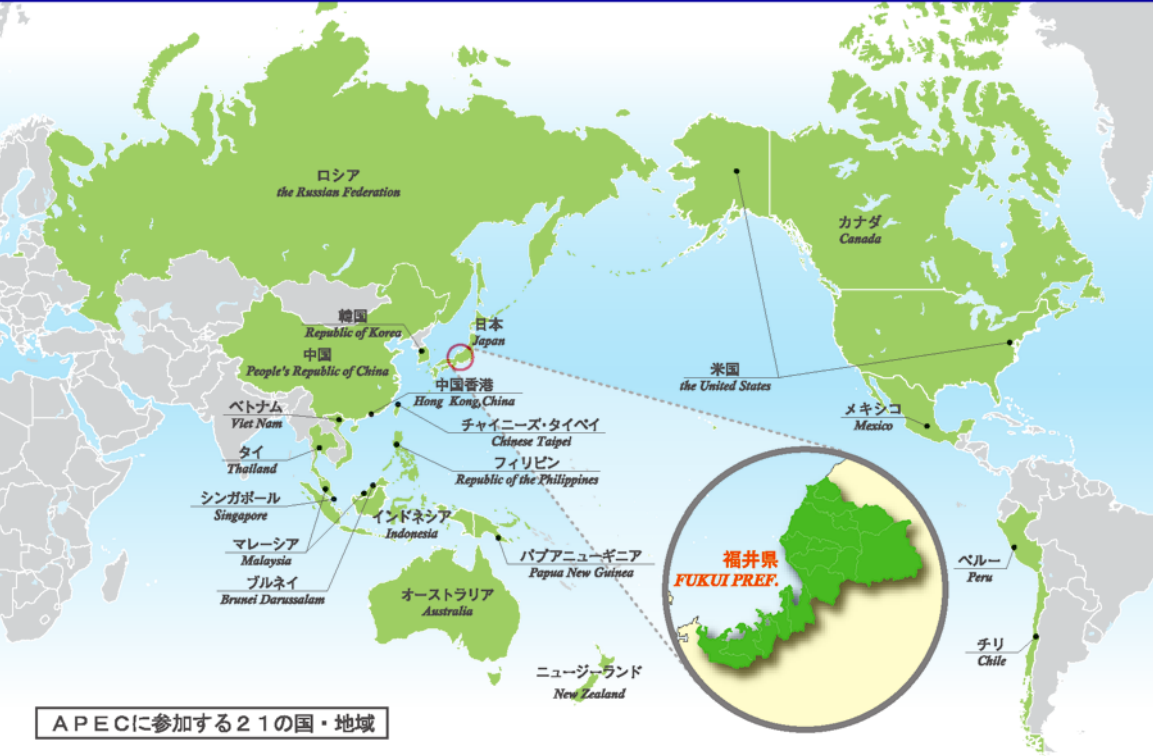 ロシア
the Russian Federation
カナダ
Canada
韓国
Republic of Korea
日本
Japan
中国
People's Republic of China
米国
the United States
中国香港
Hong Kong,China
ベトナム
Viet Nam
メキシコ
Mexico
チャイニーズ・タイペイ
Chinese Taipei
タイ
Thailand
フィリピン
Republic of the Philippines
シンガポール
Singapore
インドネシア
Indonesia
マレーシア
Malaysia
パプアニューギニア
Papua New Guinea
ブルネイ
Brunei Darussalam
福井県
FUKUI PREF.
ペルー
Peru
オーストラリア
Australia
チリ
Chile
ニュージーランド
New Zealand
ＡＰＥＣに参加する２１の国・地域